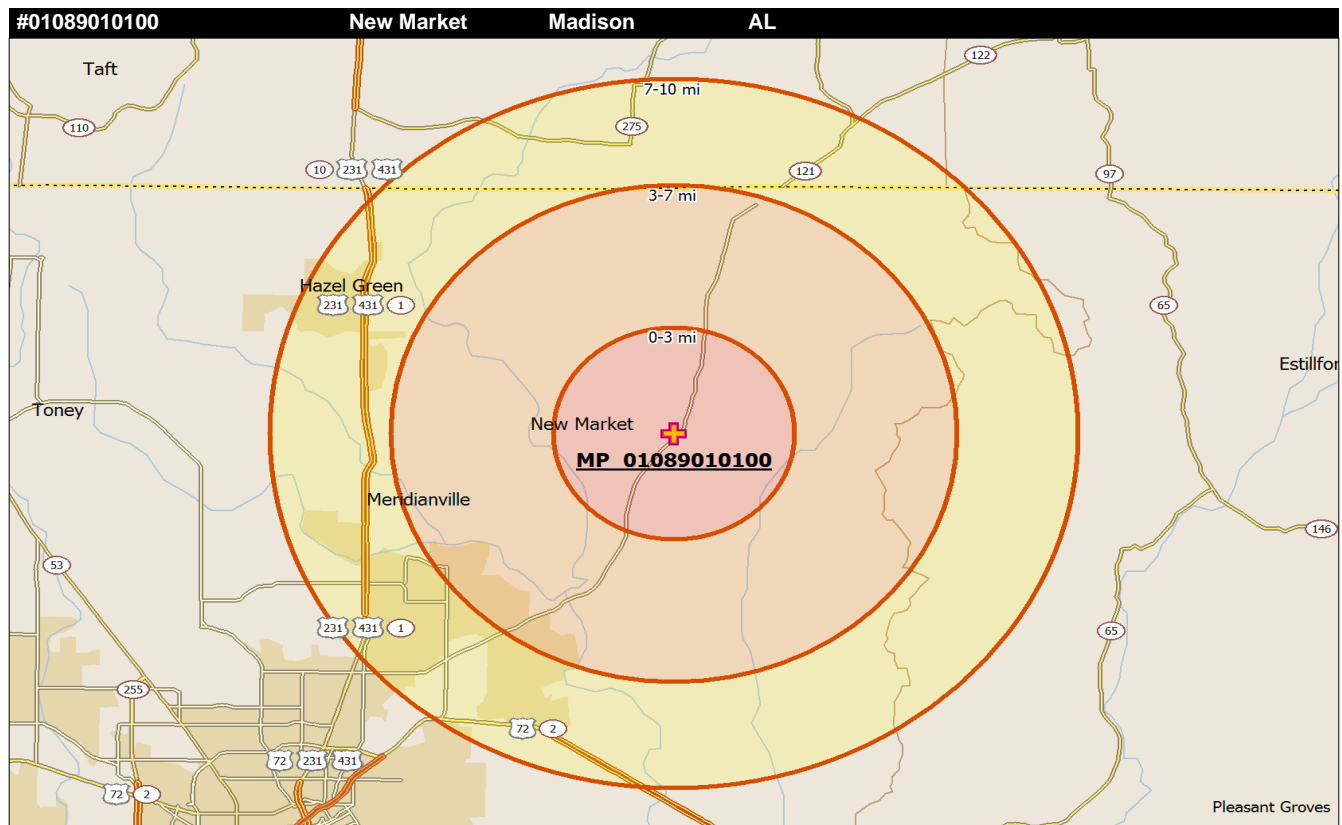 #01089010100 New Market Madison AL
122
Taft
7-10 mi
110
275
10 231 431
121
97
3-7 mi
Hazel Green
231 431 1
65
0-3 mi
Estillfor
Toney
New Market
MP 01089010100
Meridianville
146
53
231 431 1
65
255
72 2
72 231 431
72 2
Pleasant Groves